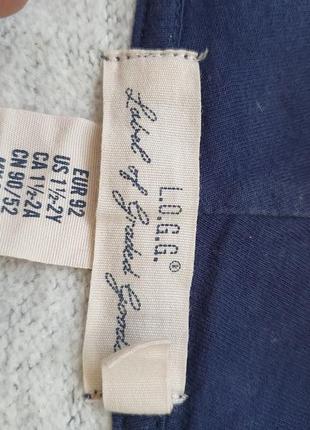 L.O.G.G.®
Label of Graded Goods
EUR 92
US 1½-2Y
CA 1½-2A
CN 90/52